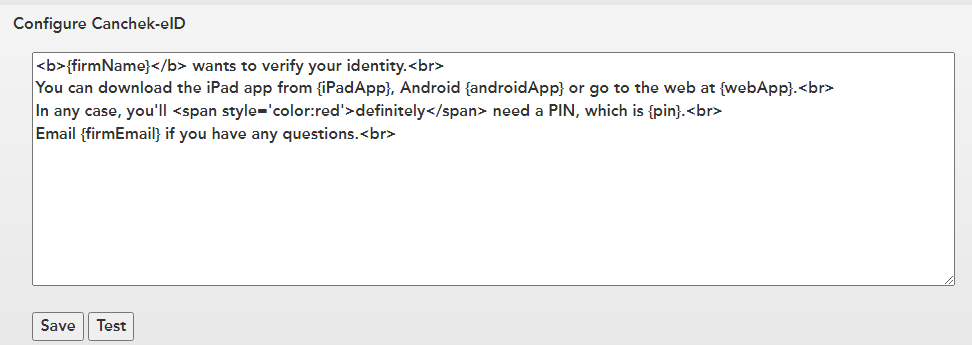 Configure Canchek-eID
<b>{firmName}</b> wants to verify your identity.<br>
You can download the iPad app from {iPadApp}, Android {androidApp} or go to the web at {webApp}.<br>
In any case, you'll <span style='color:red'>definitely</span> need a PIN, which is {pin}.<br>
Email {firmEmail} if you have any questions.<br>
Save Test